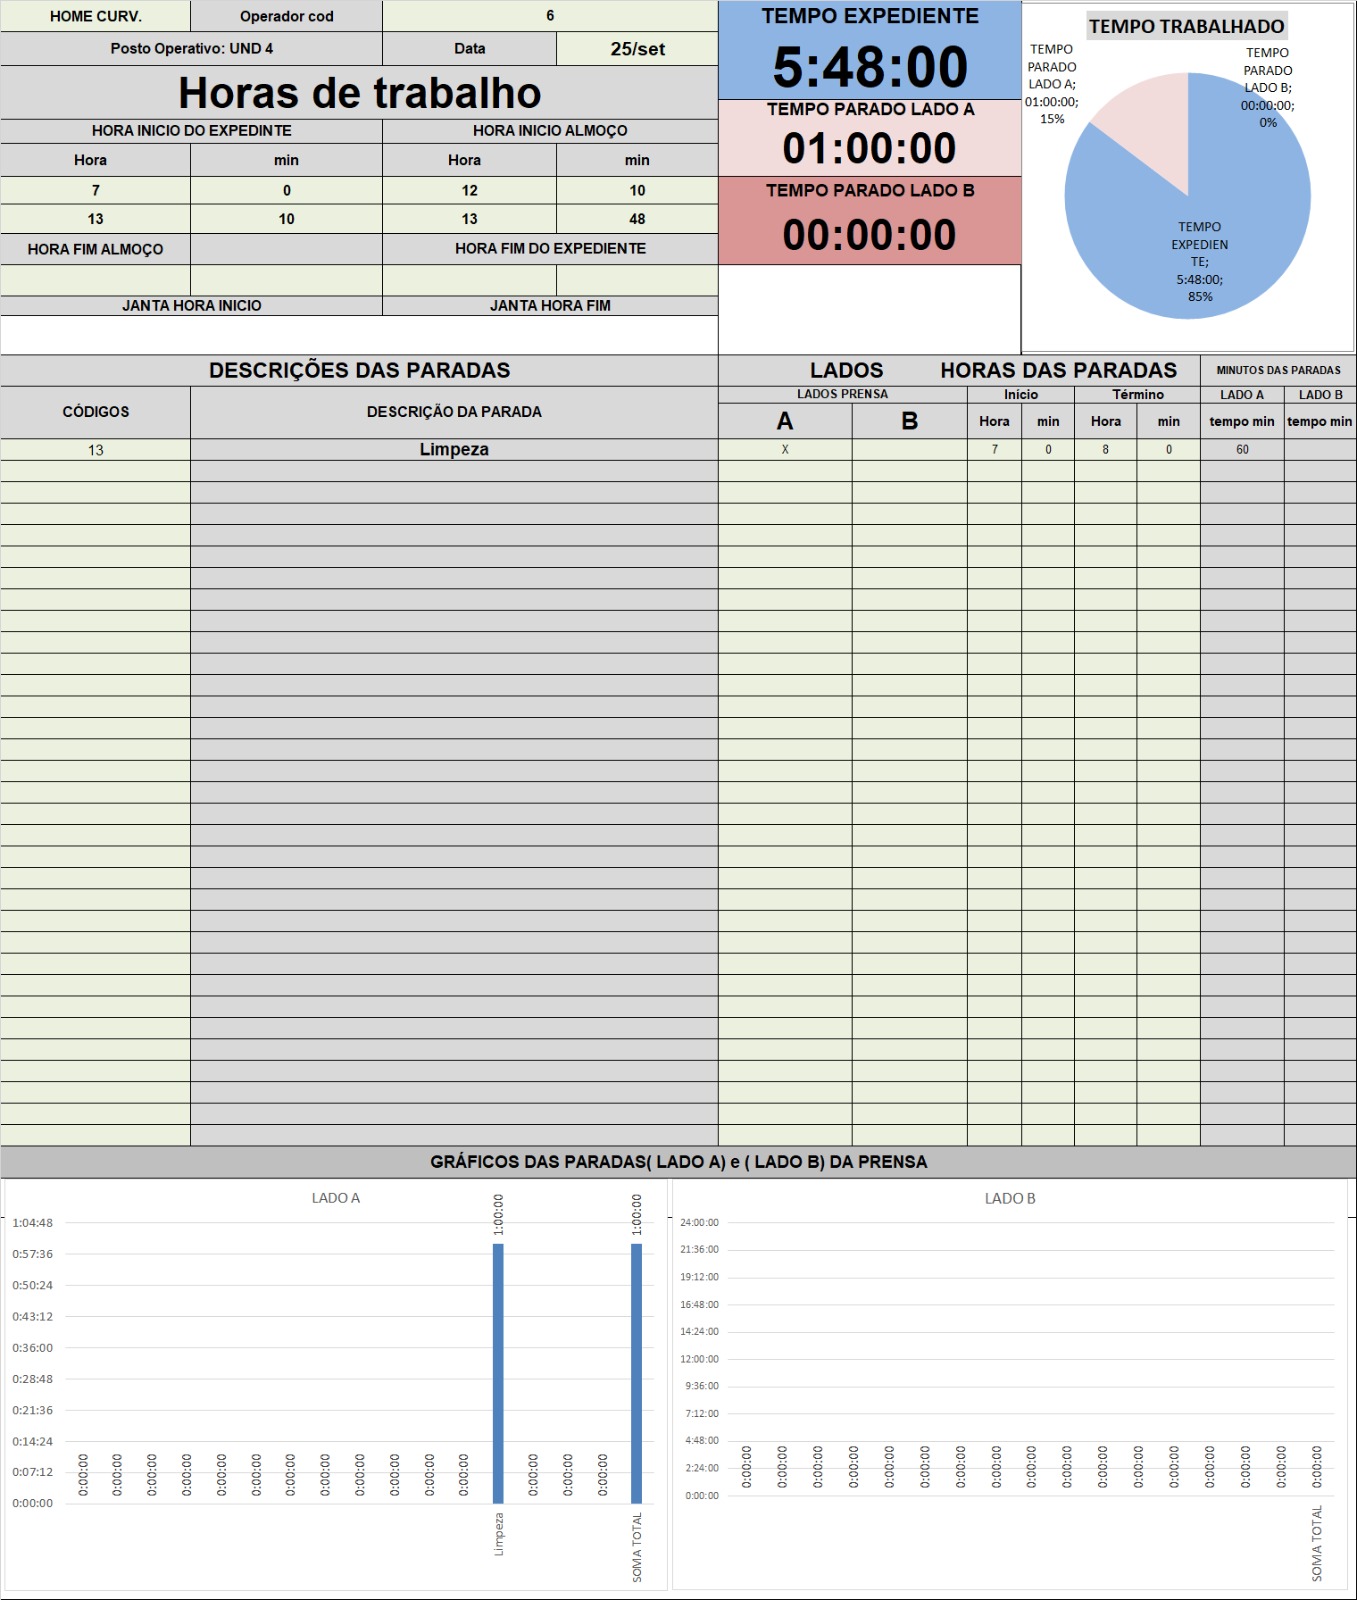 HOME CURV. Operador cod 6
Posto Operativo: UND 4 Data 25/set
Horas de trabalho
HORA INICIO DO EXPEDINTE HORA INICIO ALMOÇO
Hora min Hora min
7 0 12 10
13 10 13 48
HORA FIM ALMOÇO HORA FIM DO EXPEDIENTE
JANTA HORA INICIO JANTA HORA FIM
TEMPO EXPEDIENTE
5:48:00
TEMPO PARADO LADO A
01:00:00
TEMPO PARADO LADO B
00:00:00
TEMPO TRABALHADO
TEMPO
PARADO
LADO A;
01:00:00;
15%
TEMPO
PARADO
LADO B;
00:00:00;
0%
TEMPO
EXPEDIEN
TE;
5:48:00;
85%
DESCRIÇÕES DAS PARADAS LADOS HORAS DAS PARADAS MINUTOS DAS PARADAS
CÓDIGOS DESCRIÇÃO DA PARADA
LADOS PRENSA Início Término LADO A LADO B
A B Hora min Hora min tempo min tempo min
13 Limpeza X 7 0 8 0 60
GRÁFICOS DAS PARADAS( LADO A) e ( LADO B) DA PRENSA
LADO A
1:04:48
0:57:36
0:50:24
0:43:12
0:36:00
0:28:48
0:21:36
0:14:24
0:07:12
0:00:00
0:00:00 0:00:00 0:00:00 0:00:00 0:00:00 0:00:00 0:00:00 0:00:00 0:00:00 0:00:00 0:00:00 0:00:00 1:00:00 0:00:00 0:00:00 0:00:00 1:00:00
Limpeza
SOMA TOTAL
LADO B
24:00:00
21:36:00
19:12:00
16:48:00
14:24:00
12:00:00
9:36:00
7:12:00
4:48:00
2:24:00
0:00:00
0:00:00 0:00:00 0:00:00 0:00:00 0:00:00 0:00:00 0:00:00 0:00:00 0:00:00 0:00:00 0:00:00 0:00:00 0:00:00 0:00:00 0:00:00 0:00:00 0:00:00
SOMA TOTAL